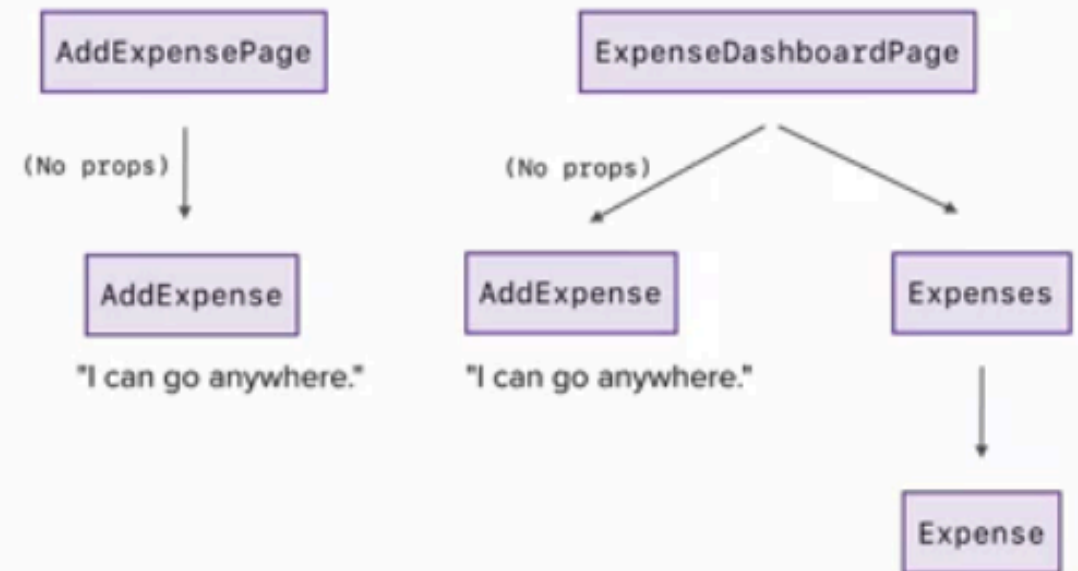 AddExpensePage
ExpenseDashboardPage
(No props)
(No props)
AddExpense
AddExpense
Expenses
"I can go anywhere."
"I can go anywhere."
Expense